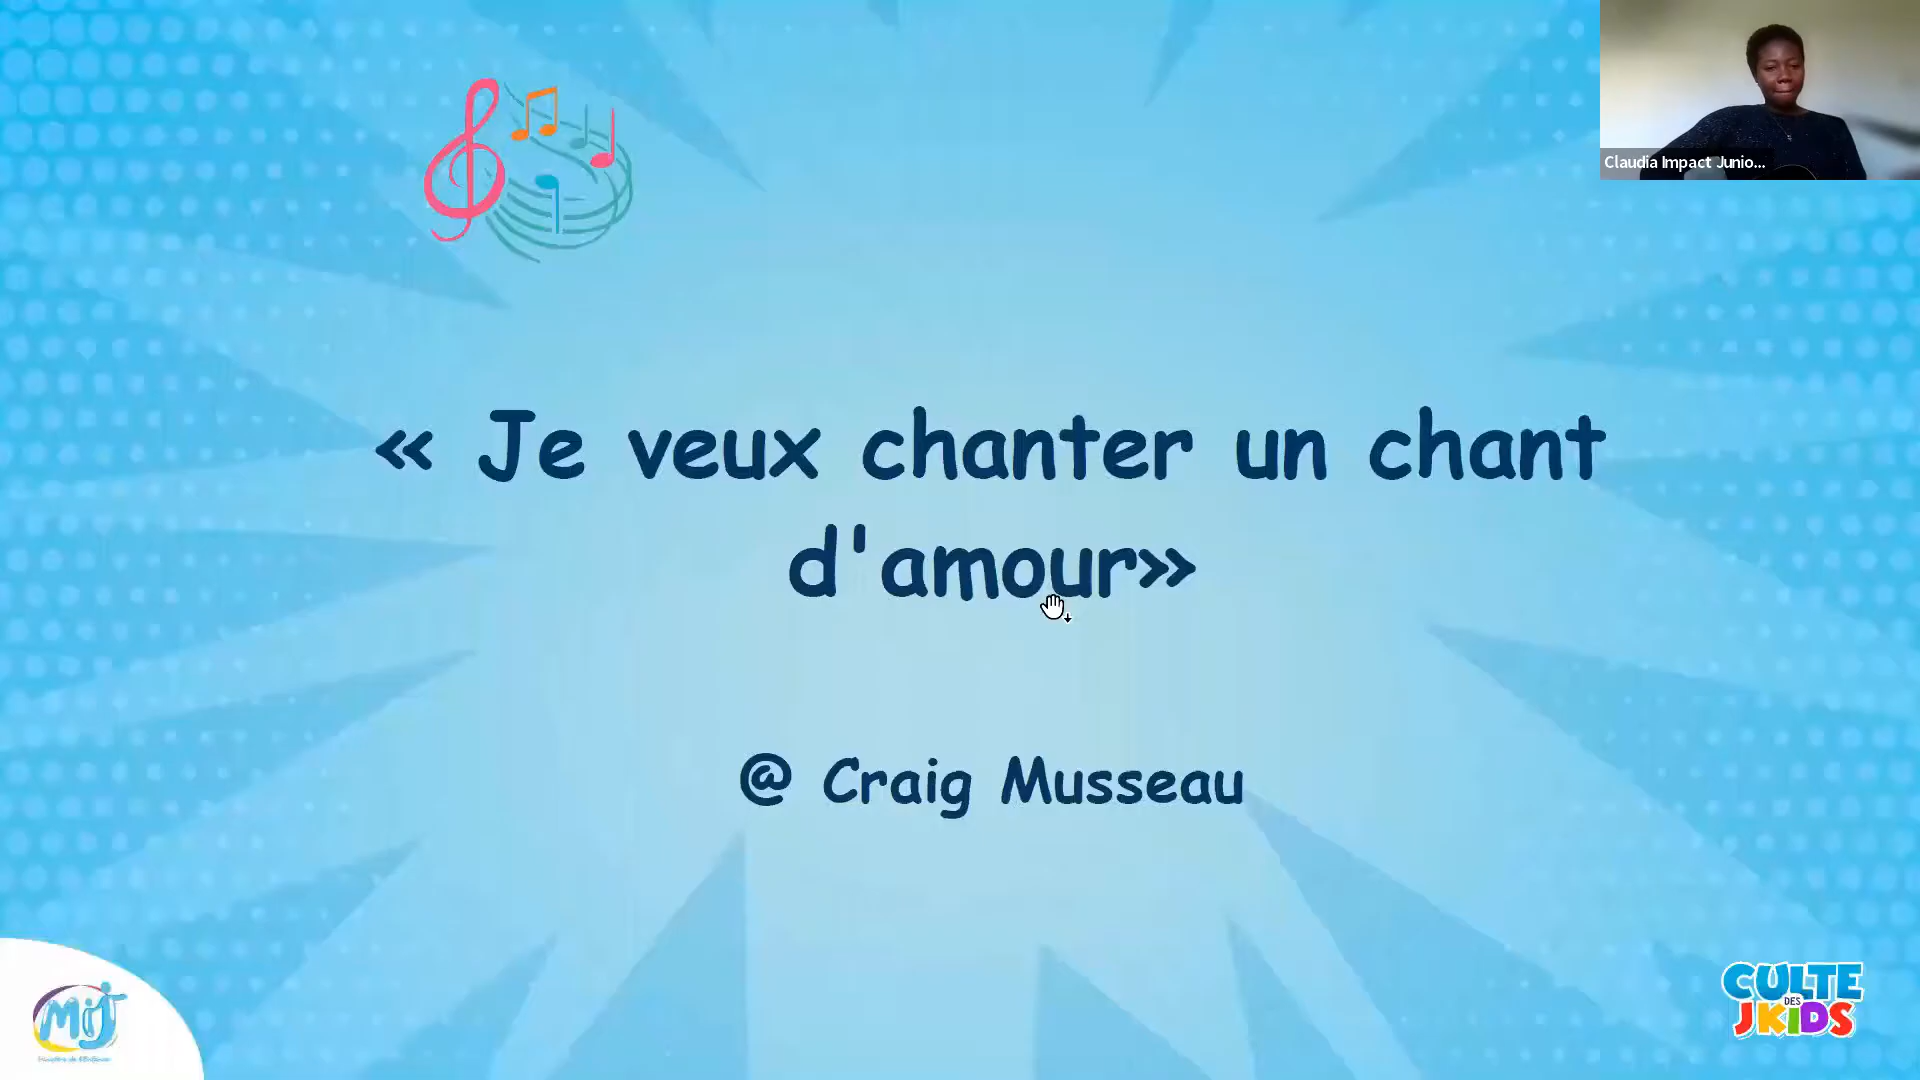 Claudia Impact Junio...
« Je veux chanter un chant
d'amour»
@ Craig Musseau
MiJ
CULTE
DES
JKIDS